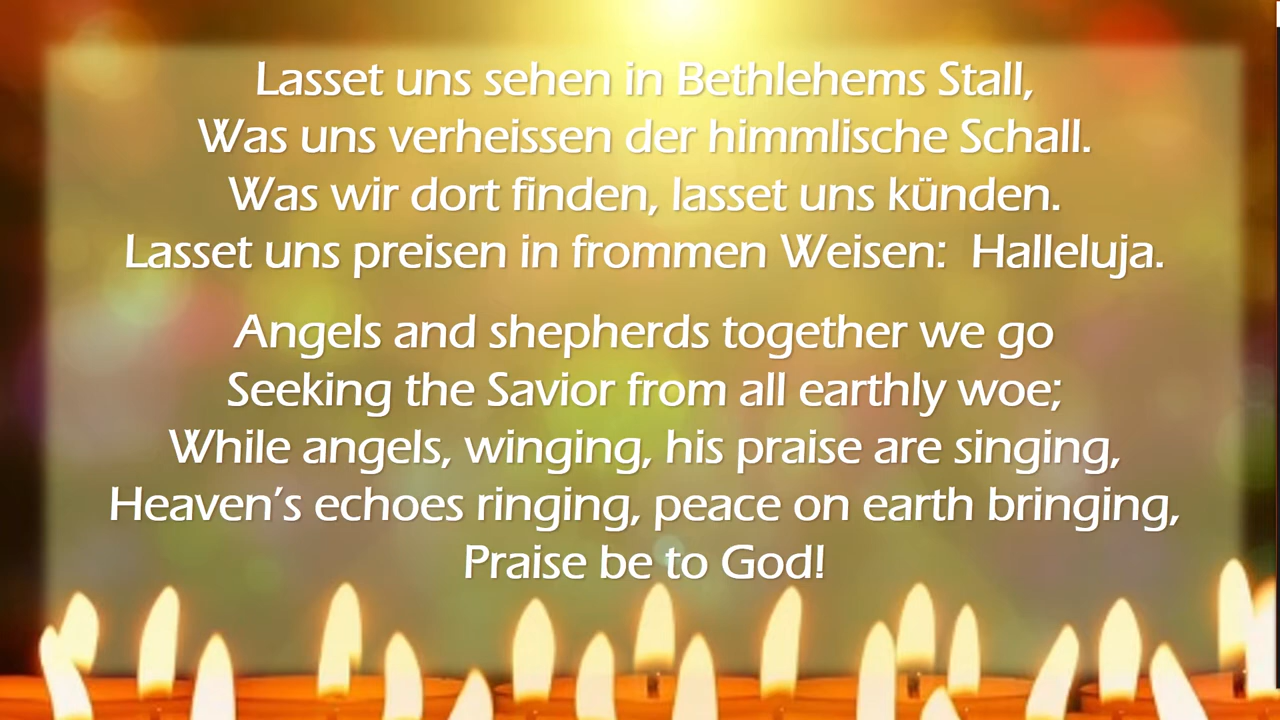 Lasset uns sehen in Bethlehems Stall,
Was uns verheissen der himmlische Schall.
Was wir dort finden, lasset uns künden.
Lasset uns preisen in frommen Weisen:  Halleluja.
Angels and shepherds together we go
Seeking the Savior from all earthly woe;
While angels, winging, his praise are singing,
Heaven’s echoes ringing, peace on earth bringing,
Praise be to God!